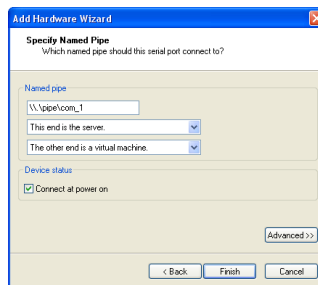 Add Hardware Wizard
Specify Named Pipe
Which named pipe should this serial port connect to?
Named pipe
\\.\pipe\com_1
This end is the server.
The other end is a virtual machine.
Device status
Connect at power on
Advanced >>
< Back
Finish
Cancel